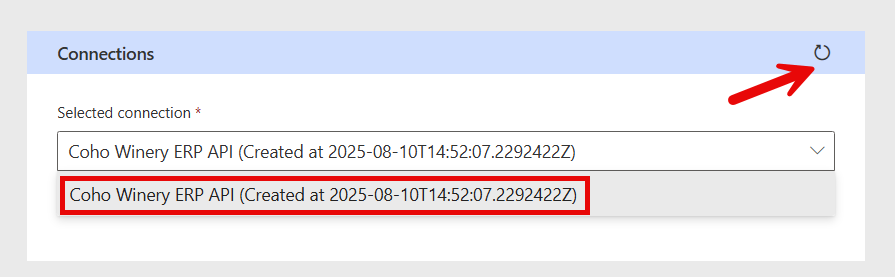 Connections
Selected connection *
Coho Winery ERP API (Created at 2025-08-10T14:52:07.2292422Z)
Coho Winery ERP API (Created at 2025-08-10T14:52:07.2292422Z)